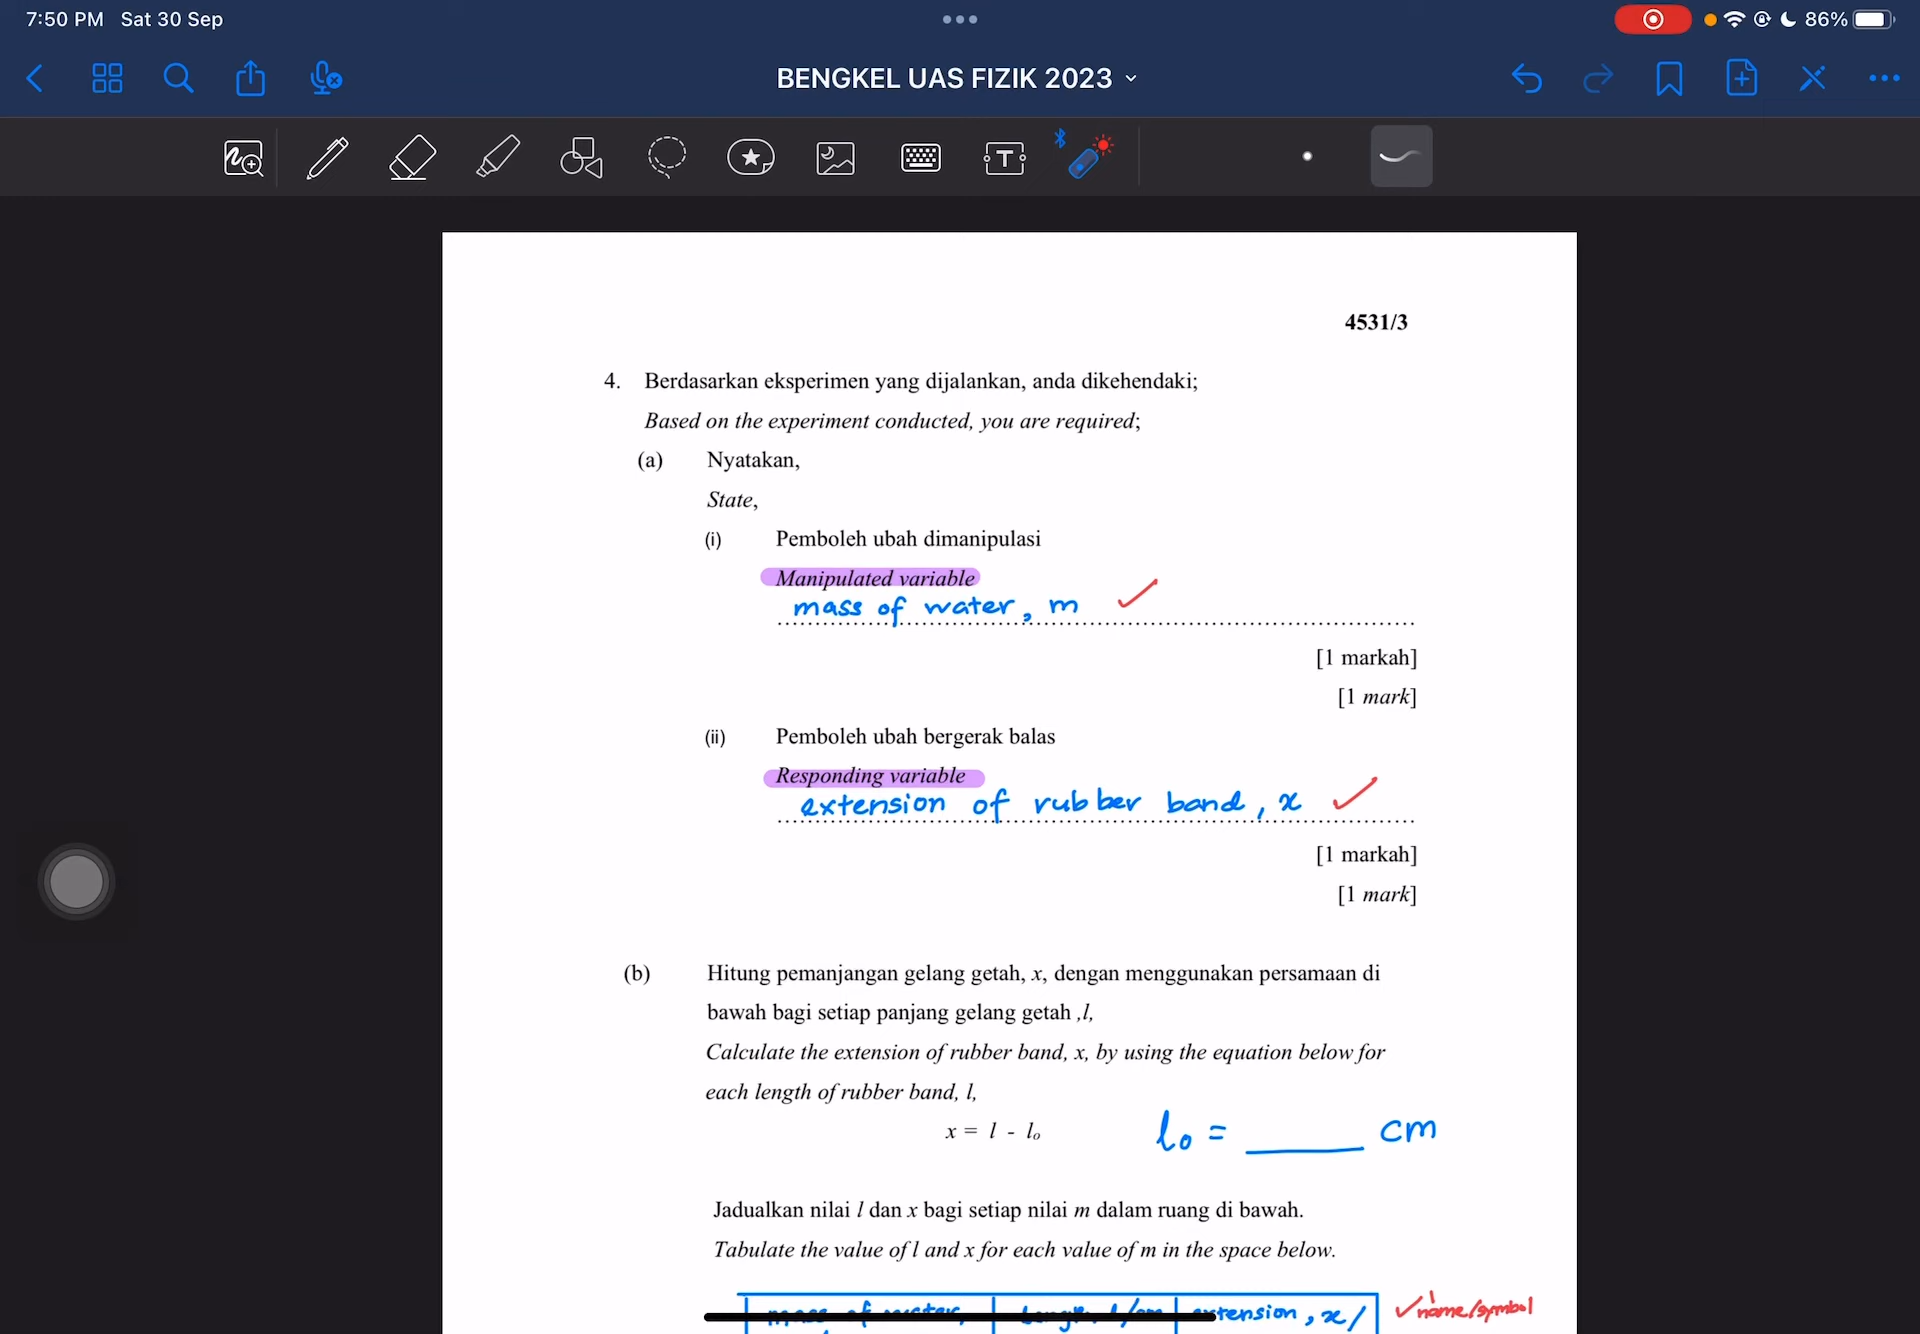 7:50 PM Sat 30 Sep
86%
BENGKEL UAS FIZIK 2023
T
4531/3
4. Berdasarkan eksperimen yang dijalankan, anda dikehendaki;
Based on the experiment conducted, you are required;
(a) Nyatakan,
State,
(i) Pemboleh ubah dimanipulasi
Manipulated variable
mass of water, m
[1 markah]
[1 mark]
(ii) Pemboleh ubah bergerak balas
Responding variable
extension of rubber band, x
[1 markah]
[1 mark]
(b) Hitung pemanjangan gelang getah, x, dengan menggunakan persamaan di
bawah bagi setiap panjang gelang getah ,l,
Calculate the extension of rubber band, x, by using the equation below for
each length of rubber band, l,
x = l - lo lo = ______ cm
Jadualkan nilai l dan x bagi setiap nilai m dalam ruang di bawah.
Tabulate the value of l and x for each value of m in the space below.
mass of water, length, l/cm extension, x/ ✓ name/symbol